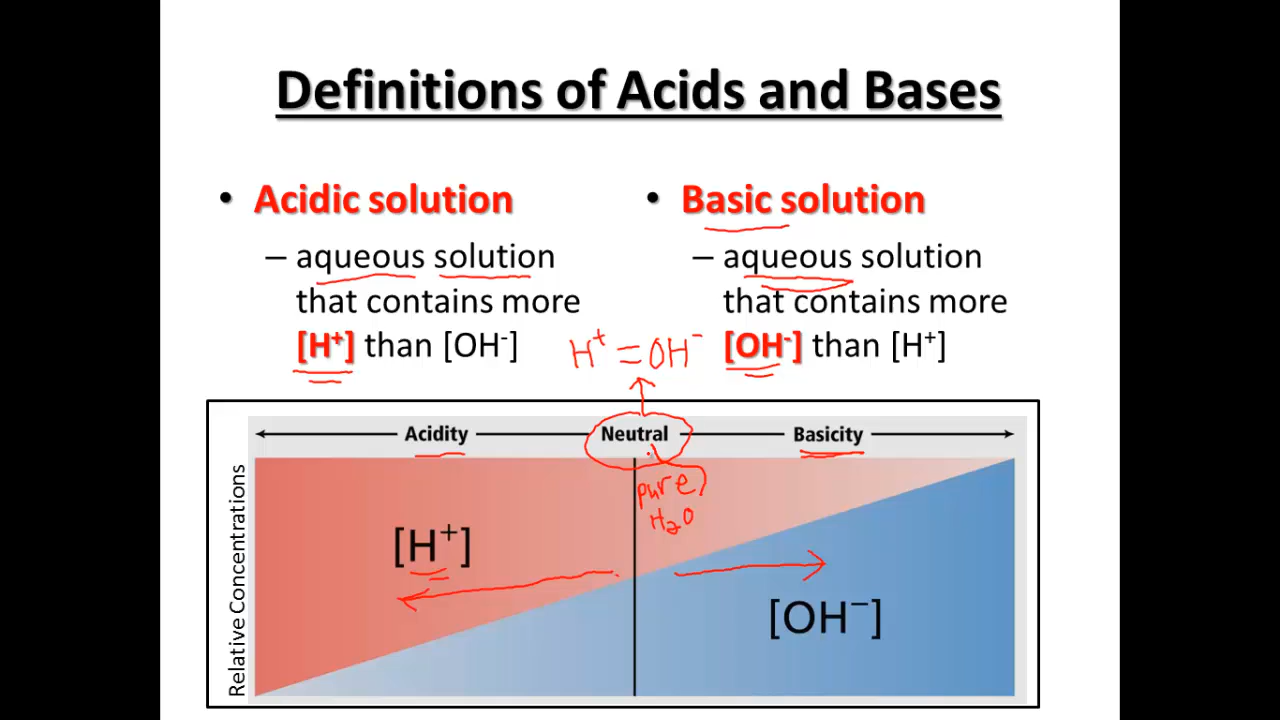 Definitions of Acids and Bases
• Acidic solution
– aqueous solution
that contains more
[H⁺] than [OH⁻]
• Basic solution
– aqueous solution
that contains more
[OH⁻] than [H⁺]
H⁺ = OH⁻
Acidity
Neutral
Basicity
pure
H₂O
[H⁺]
[OH⁻]
Relative Concentrations